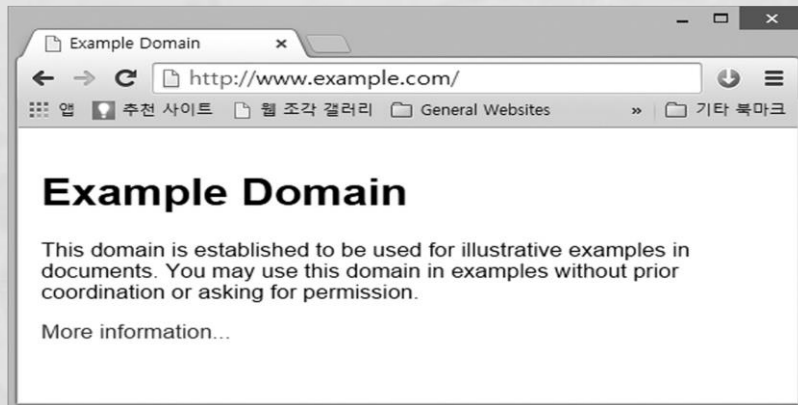 Example Domain
http://www.example.com/
앱 추천 사이트 웹 조각 갤러리 General Websites » 기타 북마크
Example Domain
This domain is established to be used for illustrative examples in
documents. You may use this domain in examples without prior
coordination or asking for permission.
More information...